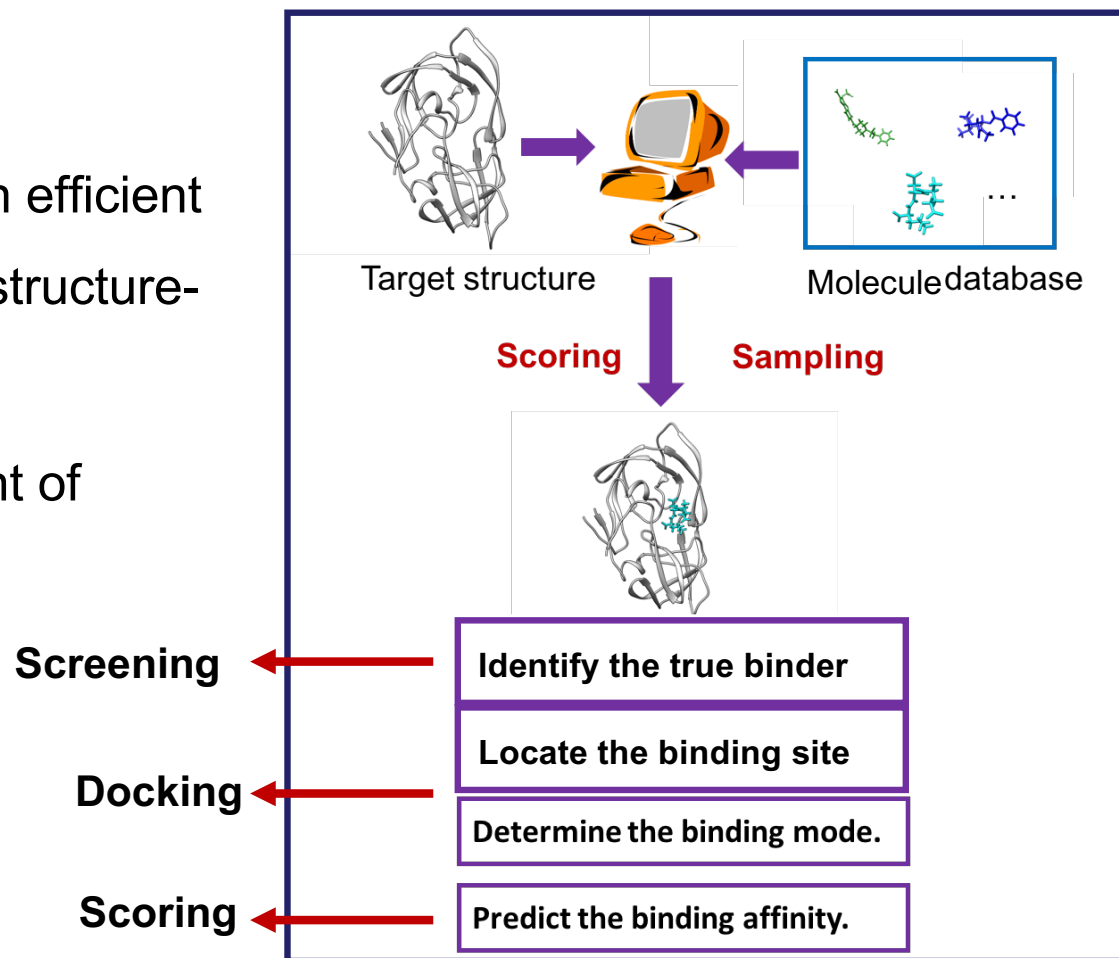 n efficient
structure-
nt of
Target structure
Molecule database
Scoring Sampling
…
Screening
Identify the true binder
Locate the binding site
Docking
Determine the binding mode.
Scoring
Predict the binding affinity.